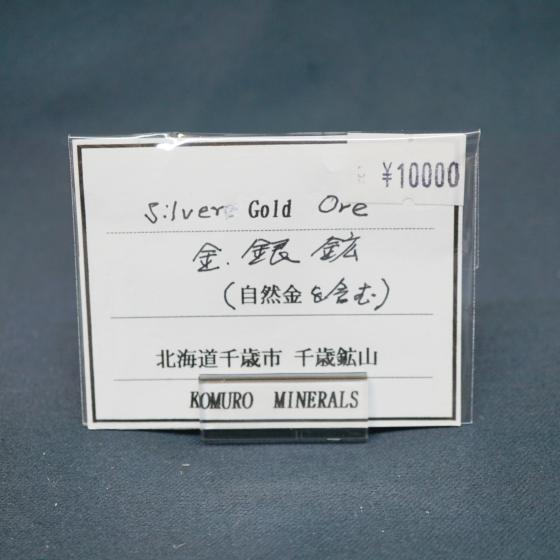 ¥10000
Silver Gold Ore
金.銀鉱
(自然金を含む)
北海道千歳市 千歳鉱山
KOMURO MINERALS